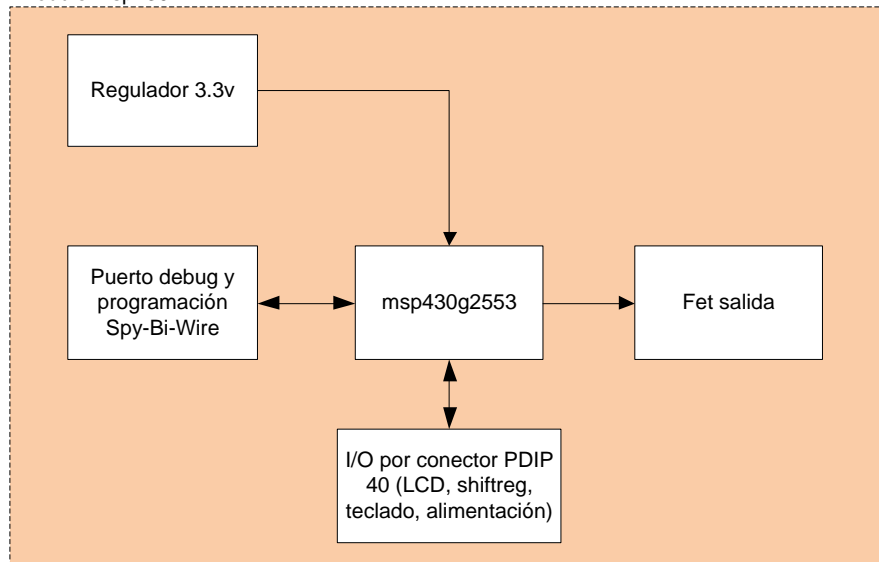 Regulador 3.3v
Puerto debug y
programación
Spy-Bi-Wire
msp430g2553
Fet salida
I/O por conector PDIP
40 (LCD, shiftreg,
teclado, alimentación)